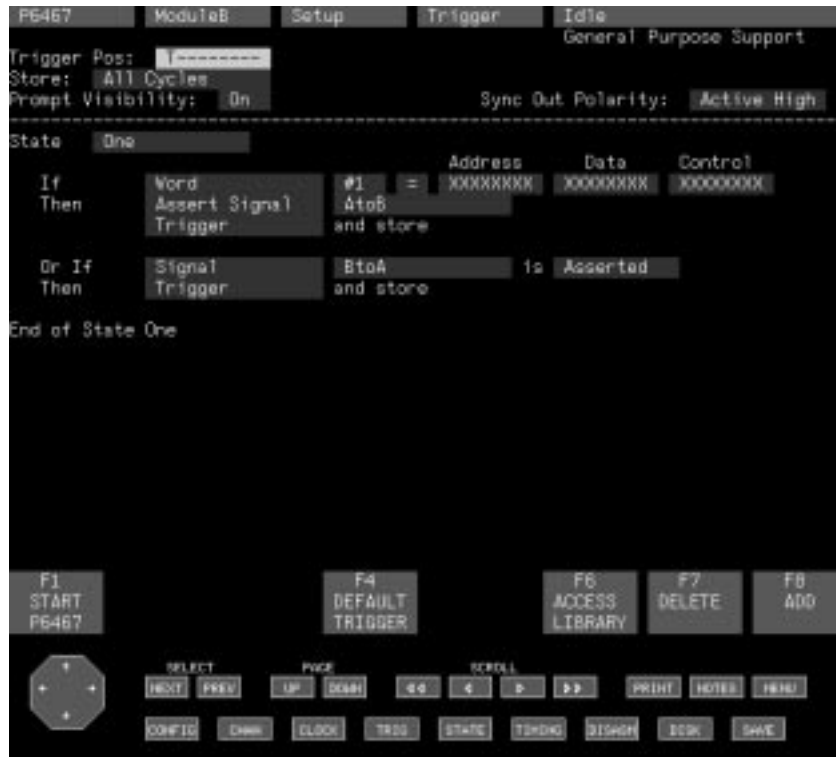 P6467 ModuleB Setup Trigger Idle
General Purpose Support
Trigger Pos: T--------
Store: All Cycles
Prompt Visibility: On Sync Out Polarity: Active High
State One
Address Data Control
If Word #1 = XXXXXXXX XXXXXXXX XXXXXXXX
Then Assert Signal AtoB
Trigger and store
Or If Signal BtoA is Asserted
Then Trigger and store
End of State One
F1 F4 F6 F7 F8
START DEFAULT ACCESS DELETE ADD
P6467 TRIGGER LIBRARY
SELECT PAGE SCROLL
NEXT PREV UP DOWN PRINT NOTES MENU
CONFIG CHAN CLOCK TRIG STATE TIMING DISASM DISK SAVE